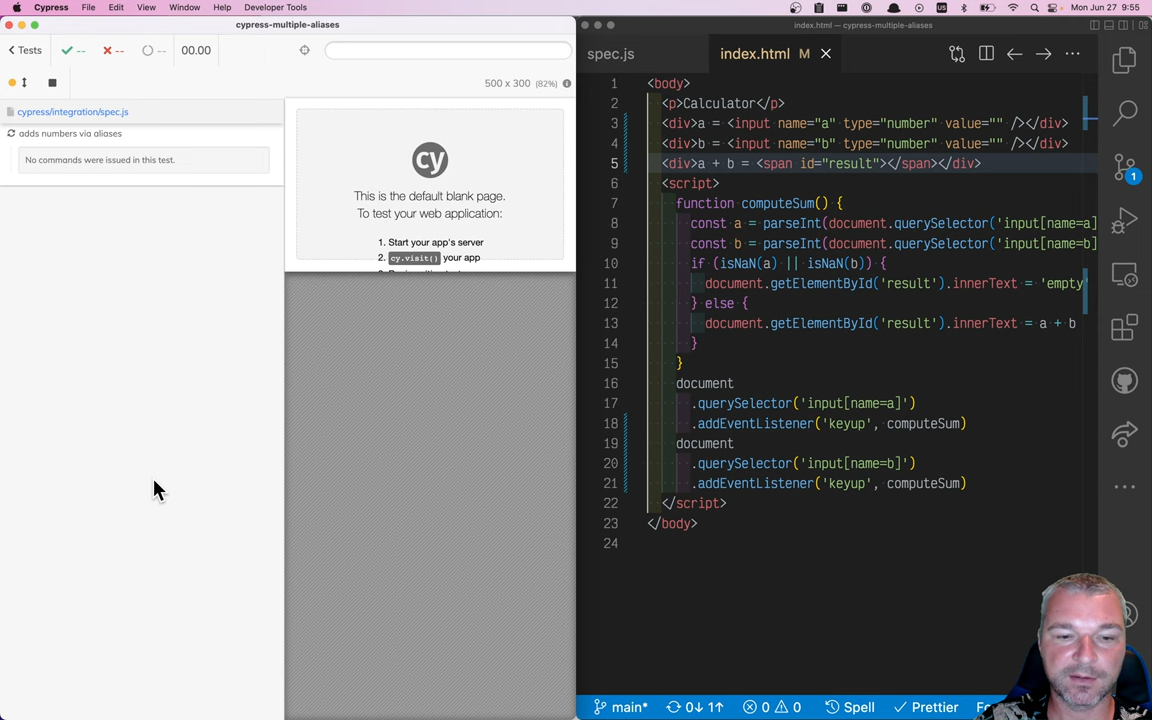 Cypress File Edit View Window Help Developer Tools
US
Mon Jun 27 9:55
cypress-multiple-aliases
Tests -- -- -- 00.00
500 x 300 (82%)
cypress/integration/spec.js
adds numbers via aliases
No commands were issued in this test.
cy
This is the default blank page.
To test your web application:
1. Start your app's server
2. cy.visit() your app
index.html — cypress-multiple-aliases
spec.js index.html M
1 <body>
2 <p>Calculator</p>
3 <div>a = <input name="a" type="number" value="" /></div>
4 <div>b = <input name="b" type="number" value="" /></div>
5 <div>a + b = <span id="result"></span></div>
6 <script>
7 function computeSum() {
8 const a = parseInt(document.querySelector('input[name=a]
9 const b = parseInt(document.querySelector('input[name=b]
10 if (isNaN(a) || isNaN(b)) {
11 document.getElementById('result').innerText = 'empty'
12 } else {
13 document.getElementById('result').innerText = a + b
14 }
15 }
16 document
17 .querySelector('input[name=a]')
18 .addEventListener('keyup', computeSum)
19 document
20 .querySelector('input[name=b]')
21 .addEventListener('keyup', computeSum)
22 </script>
23 </body>
24
1
main* 0↓ 1↑ 0 0 Spell Prettier